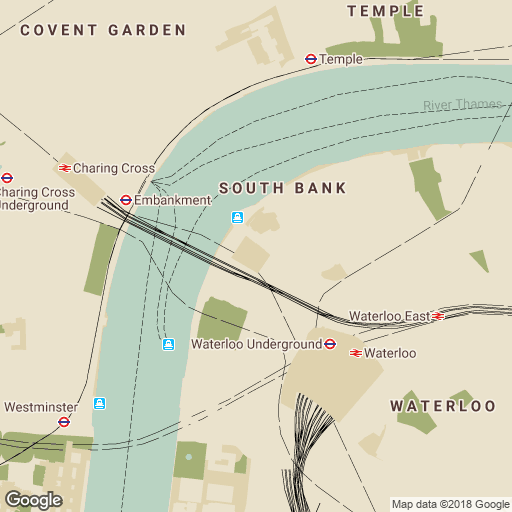 TEMPLE
COVENT GARDEN
Temple
River Thames
Charing Cross
SOUTH BANK
Charing Cross
Underground
Embankment
Waterloo East
Waterloo Underground
Waterloo
Westminster
WATERLOO
Google
Google
Map data ©2018 Google